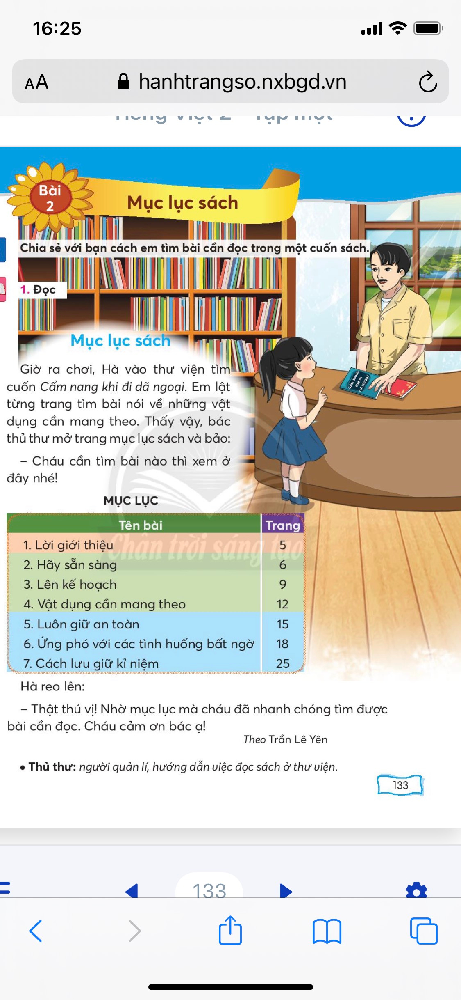 16:25
AA
hanhtrangso.nxbgd.vn
Tiếng Việt 2 - Tập một
Bài
2
Mục lục sách
Chia sẻ với bạn cách em tìm bài cần đọc trong một cuốn sách.
1. Đọc
Mục lục sách
Giờ ra chơi, Hà vào thư viện tìm
cuốn Cẩm nang khi đi dã ngoại. Em lật
từng trang tìm bài nói về những vật
dụng cần mang theo. Thấy vậy, bác
thủ thư mở trang mục lục sách và bảo:
– Cháu cần tìm bài nào thì xem ở
đây nhé!
CẨM NANG
KHI ĐI
DÃ NGOẠI
MỤC LỤC
Tên bài Trang
1. Lời giới thiệu 5
2. Hãy sẵn sàng 6
3. Lên kế hoạch 9
4. Vật dụng cần mang theo 12
5. Luôn giữ an toàn 15
6. Ứng phó với các tình huống bất ngờ 18
7. Cách lưu giữ kỉ niệm 25
Chân trời sáng tạo
Hà reo lên:
– Thật thú vị! Nhờ mục lục mà cháu đã nhanh chóng tìm được
bài cần đọc. Cháu cảm ơn bác ạ!
Theo Trần Lê Yên
• Thủ thư: người quản lí, hướng dẫn việc đọc sách ở thư viện.
133
133